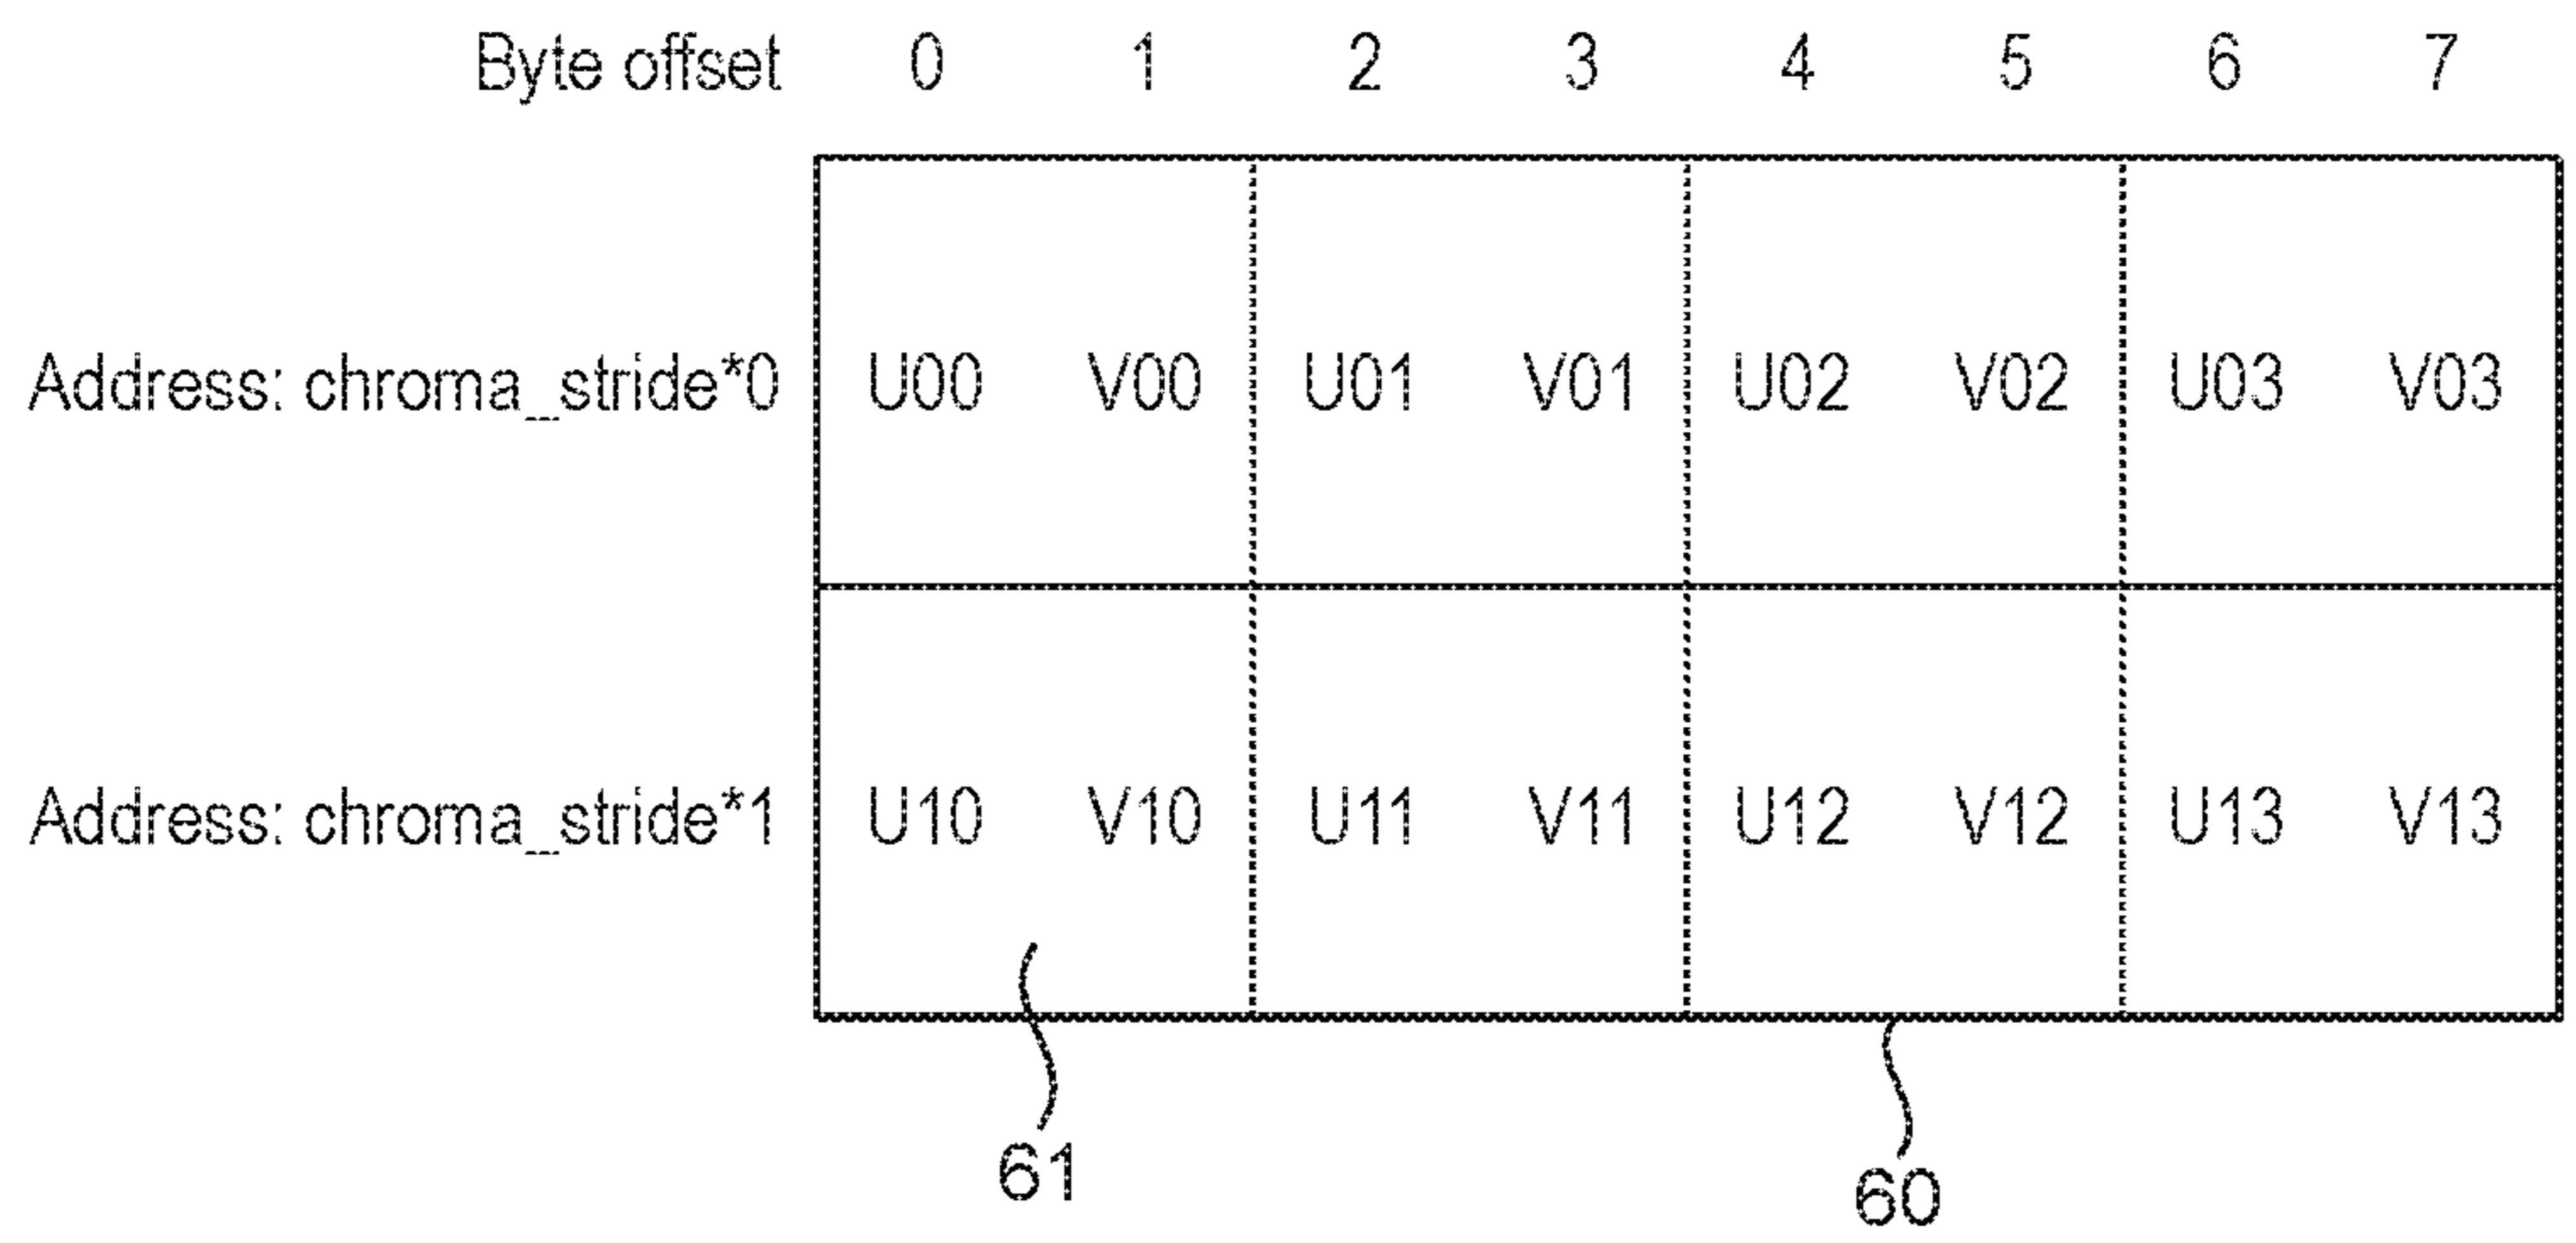 Byte offset 0 1 2 3 4 5 6 7
Address: chroma_stride*0 U00 V00 U01 V01 U02 V02 U03 V03
Address: chroma_stride*1 U10 V10 U11 V11 U12 V12 U13 V13
61
60